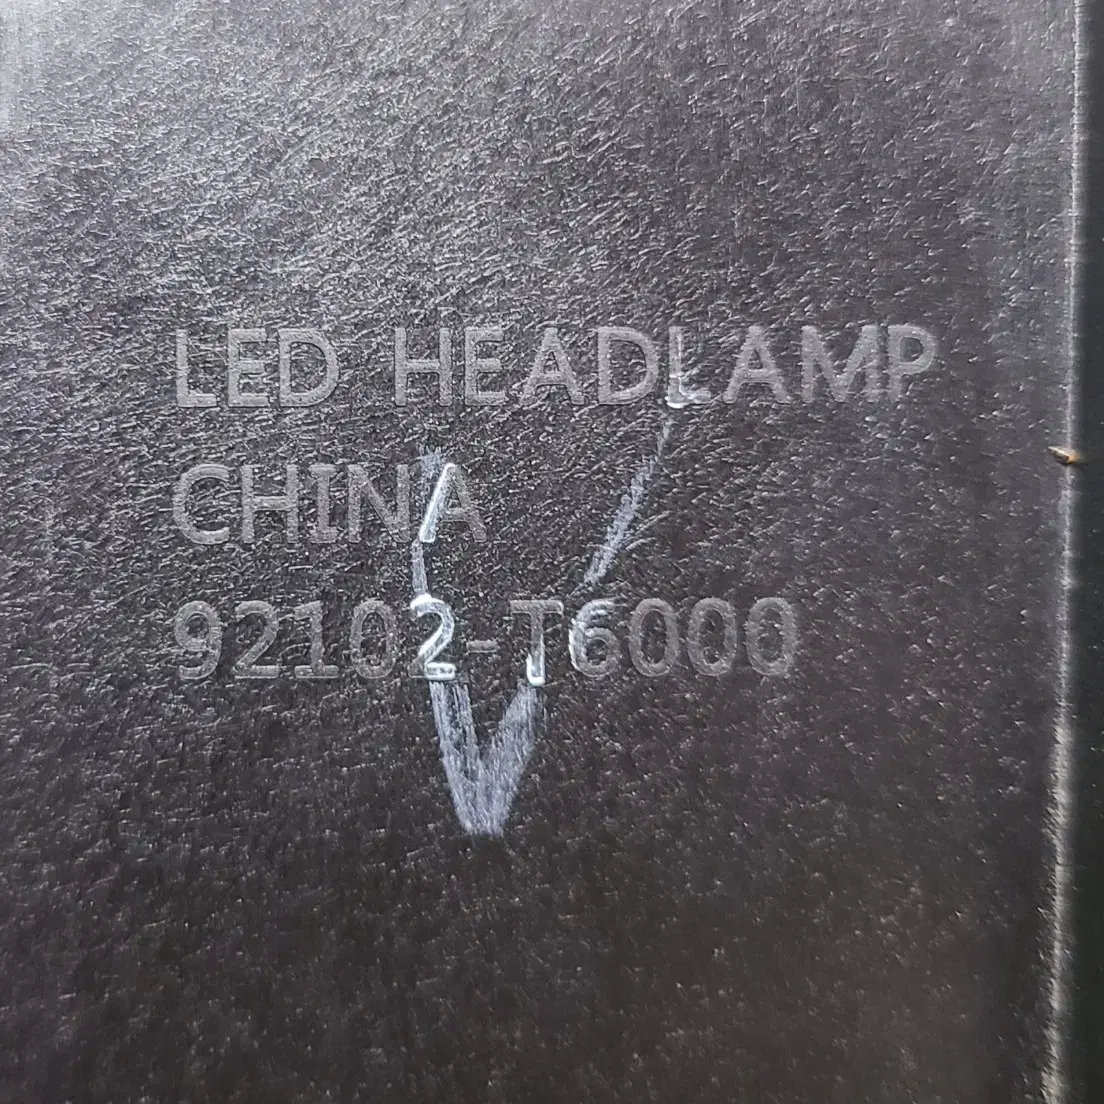 LED HEADLAMP
CHINA
92102-T6000